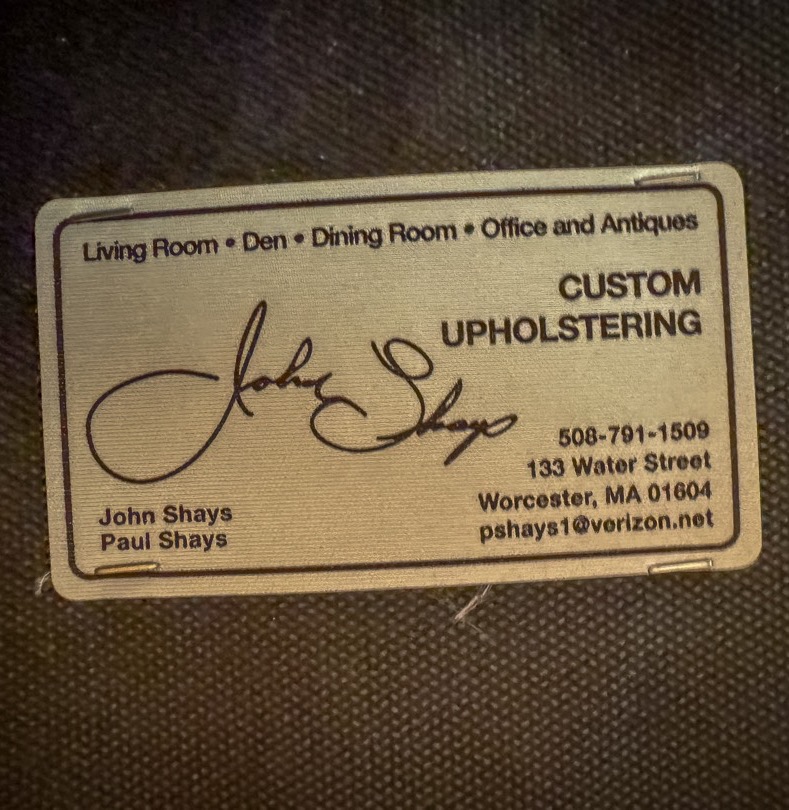 Living Room • Den • Dining Room • Office and Antiques
CUSTOM
UPHOLSTERING
John Shays
508-791-1509
133 Water Street
Worcester, MA 01604
pshays1@verizon.net
John Shays
Paul Shays